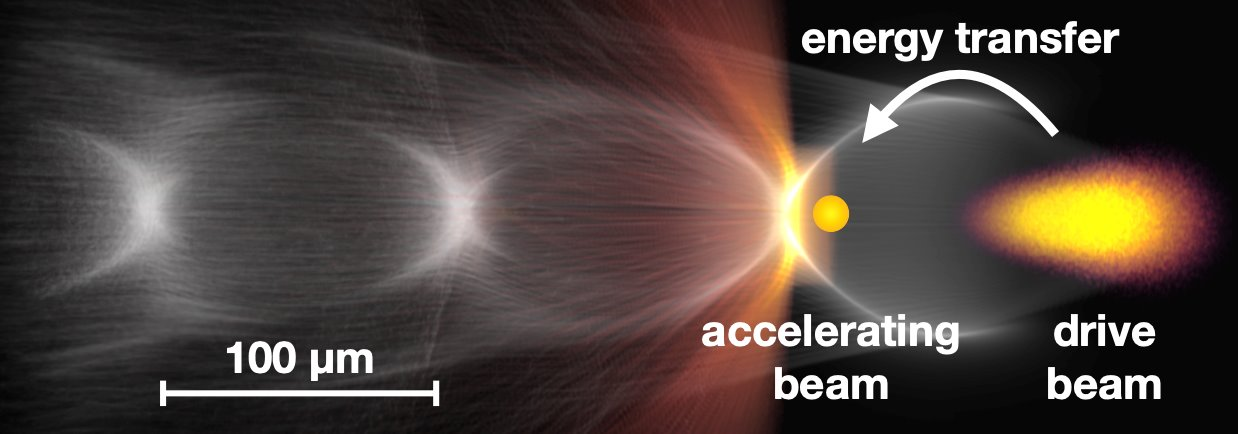 energy transfer
accelerating
beam
drive
beam
100 µm